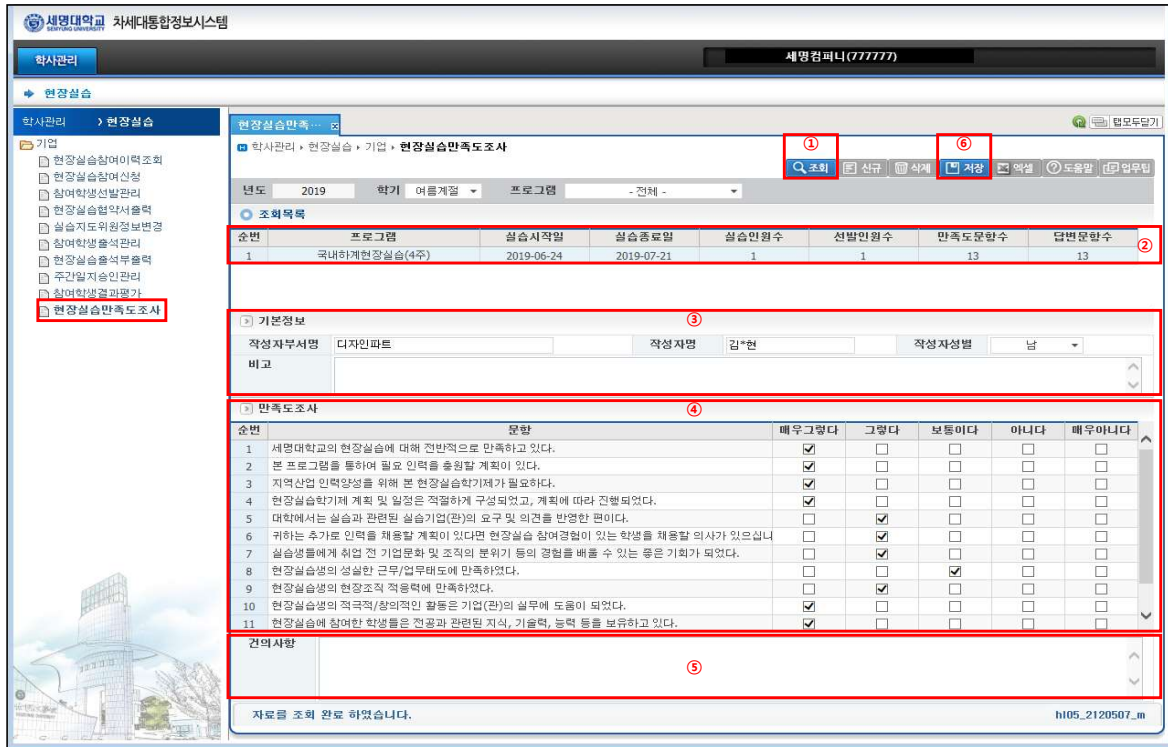 세명대학교 차세대통합정보시스템
SEMYUNG UNIVERSITY
학사관리 세명컴퍼니(777777)
현장실습
학사관리 > 현장실습
기업
현장실습참여이력조회
현장실습참여신청
참여학생선발관리
현장실습협약서출력
실습지도위원정보변경
참여학생출석관리
현장실습출석부출력
주간일지승인관리
참여학생결과평가
현장실습만족도조사
현장실습만족… 탭모두닫기
학사관리 › 현장실습 › 기업 › 현장실습만족도조사
① ⑥
조회 신규 삭제 저장 엑셀 도움말 업무팁
년도 2019 학기 여름계절 프로그램 - 전체 -
조회목록
순번 프로그램 실습시작일 실습종료일 실습인원수 선발인원수 만족도문항수 답변문항수
②
1 국내하계현장실습(4주) 2019-06-24 2019-07-21 1 1 13 13
기본정보 ③
작성자부서명 디자인파트 작성자명 김*현 작성자성별 남
비고
만족도조사 ④
순번 문항 매우그렇다 그렇다 보통이다 아니다 매우아니다
1 세명대학교의 현장실습에 대해 전반적으로 만족하고 있다.
2 본 프로그램을 통하여 필요 인력을 충원할 계획이 있다.
3 지역산업 인력양성을 위해 본 현장실습학기제가 필요하다.
4 현장실습학기제 계획 및 일정은 적절하게 구성되었고, 계획에 따라 진행되었다.
5 대학에서는 실습과 관련된 실습기업(관)의 요구 및 의견을 반영한 편이다.
6 귀하는 추가로 인력을 채용할 계획이 있다면 현장실습 참여경험이 있는 학생을 채용할 의사가 있으십니
7 실습생들에게 취업 전 기업문화 및 조직의 분위기 등의 경험을 배울 수 있는 좋은 기회가 되었다.
8 현장실습생의 성실한 근무/업무태도에 만족하였다.
9 현장실습생의 현장조직 적응력에 만족하였다.
10 현장실습생의 적극적/창의적인 활동은 기업(관)의 실무에 도움이 되었다.
11 현장실습에 참여한 학생들은 전공과 관련된 지식, 기술력, 능력 등을 보유하고 있다.
건의사항
⑤
자료를 조회 완료 하였습니다. hl05_2120507_m